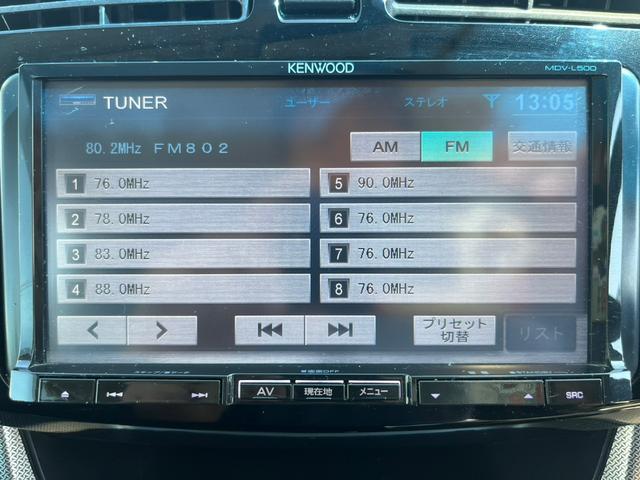 KENWOOD MDV-L500
TUNER ユーザー ステレオ 13:05
80.2MHz FM802 AM FM 交通情報
1 76.0MHz
2 78.0MHz
3 83.0MHz
4 88.0MHz
5 90.0MHz
6 76.0MHz
7 76.0MHz
8 76.0MHz
プリセット
切替
リスト
AV 現在地 メニュー SRC